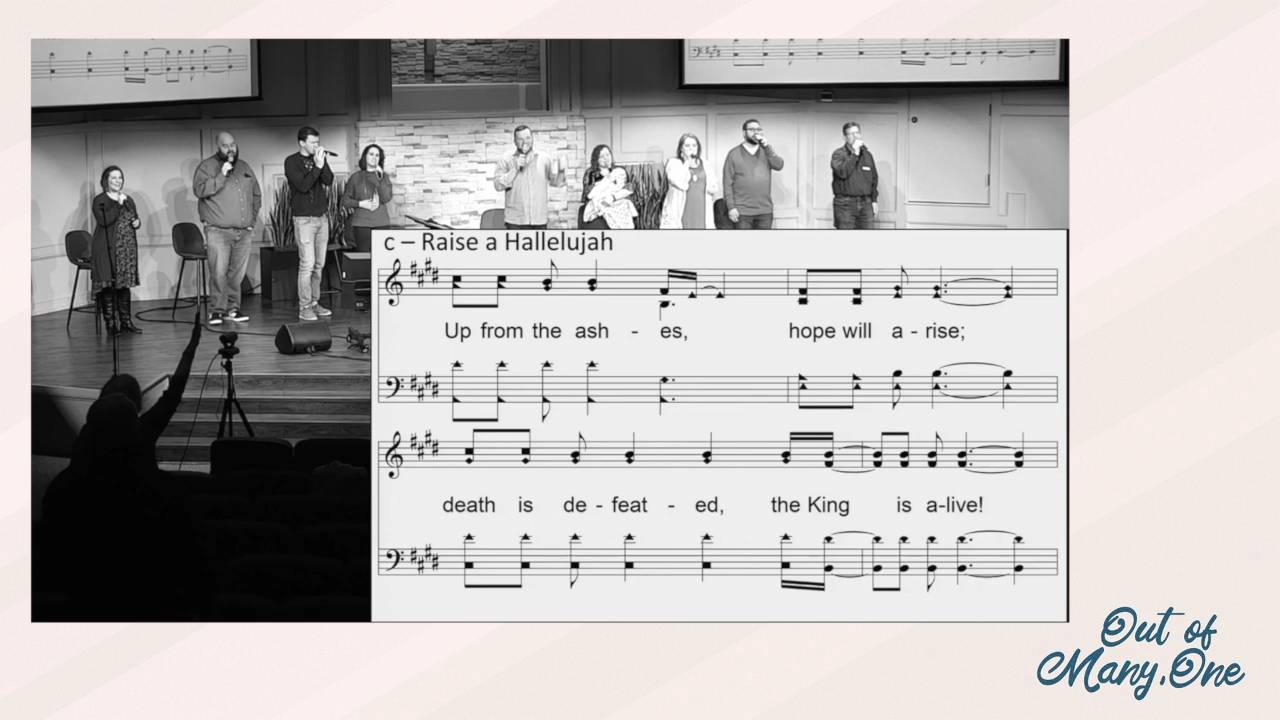 c – Raise a Hallelujah
Up from the ash - es, hope will a - rise;
death is de - feat - ed, the King is a-live!
Out of
Many.One